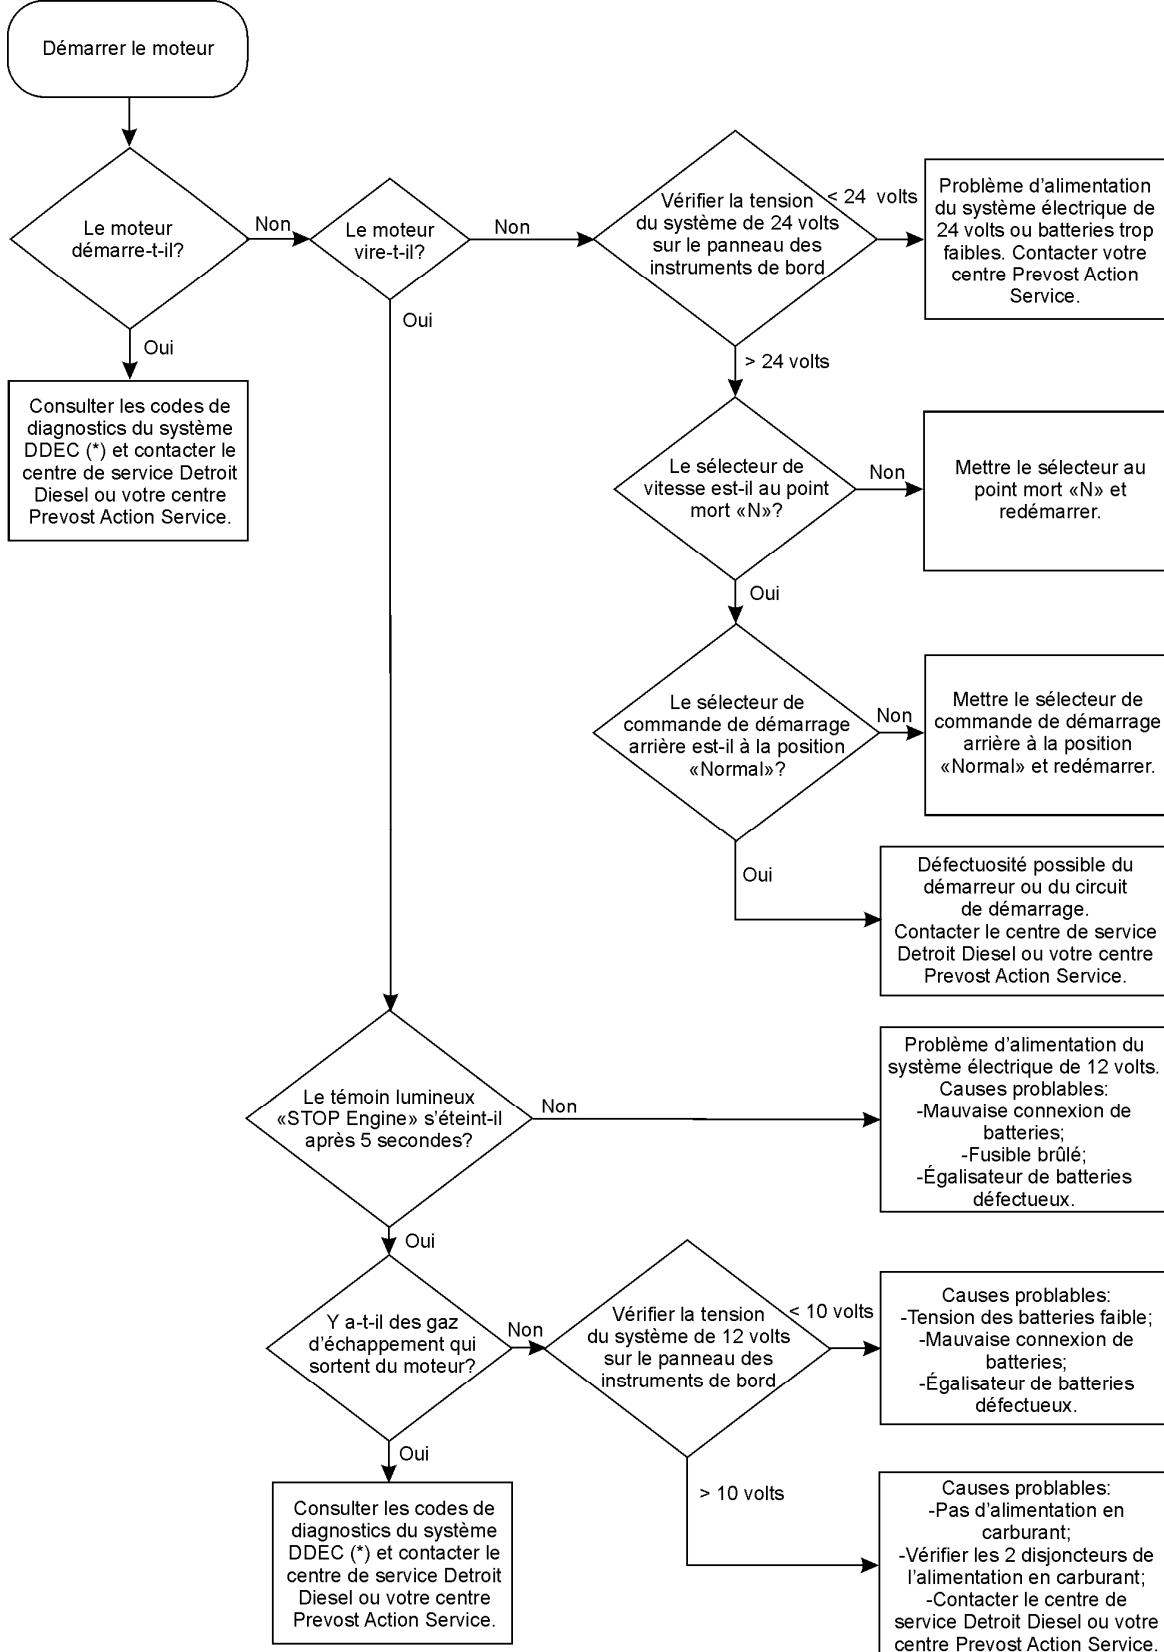 Démarrer le moteur
Le moteur
démarre-t-il?
Non
Le moteur
vire-t-il?
Non
Vérifier la tension
du système de 24 volts
sur le panneau des
instruments de bord
< 24 volts
Problème d'alimentation
du système électrique de
24 volts ou batteries trop
faibles. Contacter votre
centre Prevost Action
Service.
Oui
Oui
> 24 volts
Consulter les codes de
diagnostics du système
DDEC (*) et contacter le
centre de service Detroit
Diesel ou votre centre
Prevost Action Service.
Le sélecteur de
vitesse est-il au point
mort «N»?
Non
Mettre le sélecteur au
point mort «N» et
redémarrer.
Oui
Le sélecteur de
commande de démarrage
arrière est-il à la position
«Normal»?
Non
Mettre le sélecteur de
commande de démarrage
arrière à la position
«Normal» et redémarrer.
Oui
Défectuosité possible du
démarreur ou du circuit
de démarrage.
Contacter le centre de service
Detroit Diesel ou votre centre
Prevost Action Service.
Le témoin lumineux
«STOP Engine» s'éteint-il
après 5 secondes?
Non
Problème d'alimentation du
système électrique de 12 volts.
Causes problables:
-Mauvaise connexion de
batteries;
-Fusible brûlé;
-Égalisateur de batteries
défectueux.
Oui
Y a-t-il des gaz
d'échappement qui
sortent du moteur?
Non
Vérifier la tension
du système de 12 volts
sur le panneau des
instruments de bord
< 10 volts
Causes problables:
-Tension des batteries faible;
-Mauvaise connexion de
batteries;
-Égalisateur de batteries
défectueux.
Oui
> 10 volts
Consulter les codes de
diagnostics du système
DDEC (*) et contacter le
centre de service Detroit
Diesel ou votre centre
Prevost Action Service.
Causes problables:
-Pas d'alimentation en
carburant;
-Vérifier les 2 disjoncteurs de
l'alimentation en carburant;
-Contacter le centre de
service Detroit Diesel ou votre
centre Prevost Action Service.